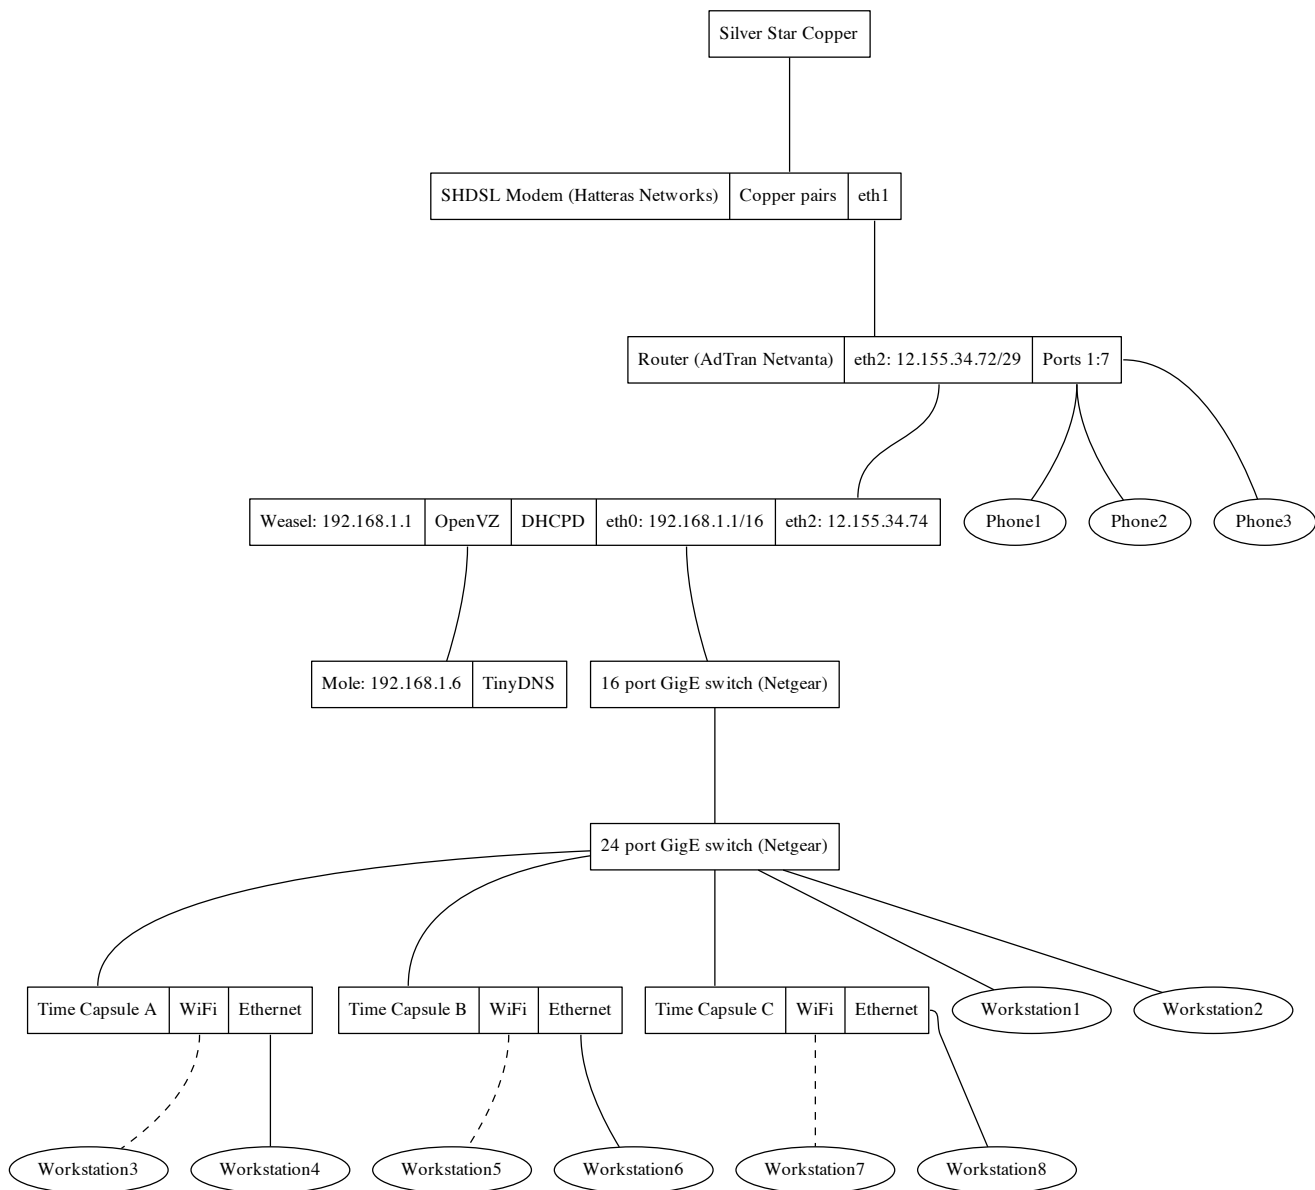 Silver Star Copper
SHDSL Modem (Hatteras Networks) Copper pairs eth1
Router (AdTran Netvanta) eth2: 12.155.34.72/29 Ports 1:7
Weasel: 192.168.1.1 OpenVZ DHCPD eth0: 192.168.1.1/16 eth2: 12.155.34.74 Phone1 Phone2 Phone3
Mole: 192.168.1.6 TinyDNS 16 port GigE switch (Netgear)
24 port GigE switch (Netgear)
Time Capsule A WiFi Ethernet Time Capsule B WiFi Ethernet Time Capsule C WiFi Ethernet Workstation1 Workstation2
Workstation3 Workstation4 Workstation5 Workstation6 Workstation7 Workstation8